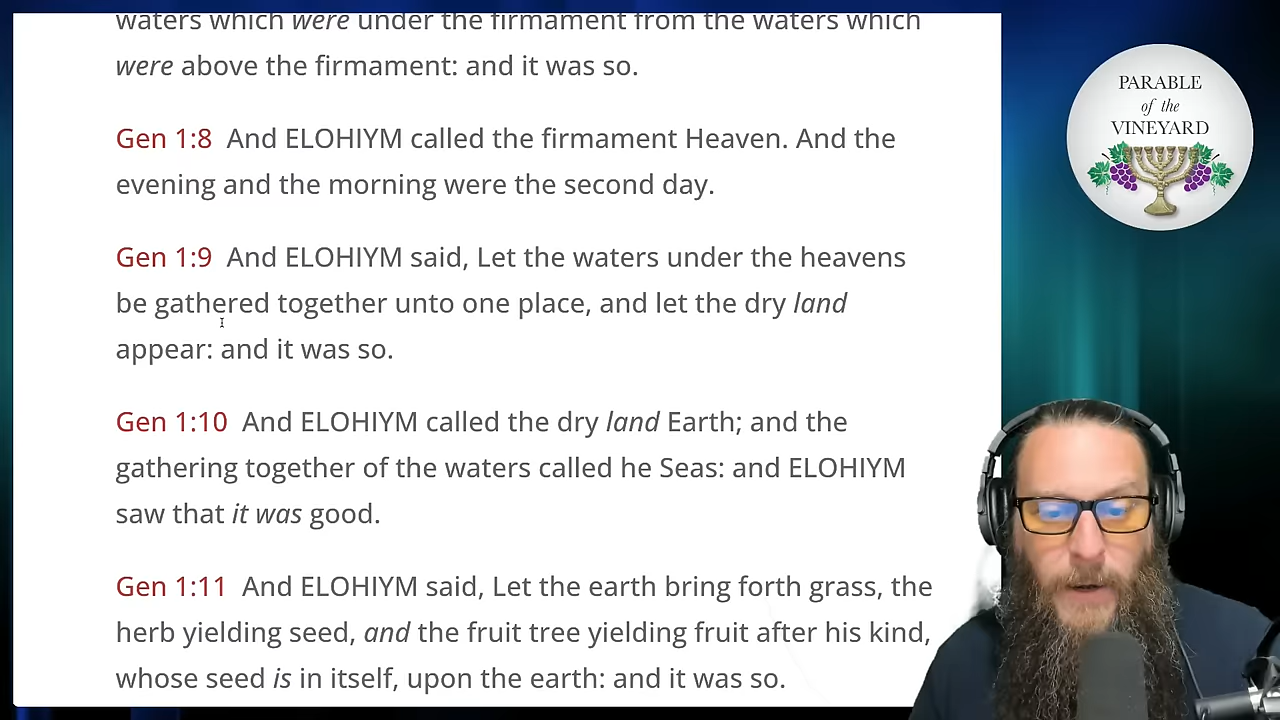 waters which were under the firmament from the waters which
were above the firmament: and it was so.
Gen 1:8 And ELOHIYM called the firmament Heaven. And the
evening and the morning were the second day.
Gen 1:9 And ELOHIYM said, Let the waters under the heavens
be gathered together unto one place, and let the dry land
appear: and it was so.
Gen 1:10 And ELOHIYM called the dry land Earth; and the
gathering together of the waters called he Seas: and ELOHIYM
saw that it was good.
Gen 1:11 And ELOHIYM said, Let the earth bring forth grass, the
herb yielding seed, and the fruit tree yielding fruit after his kind,
whose seed is in itself, upon the earth: and it was so.
PARABLE
of the
VINEYARD